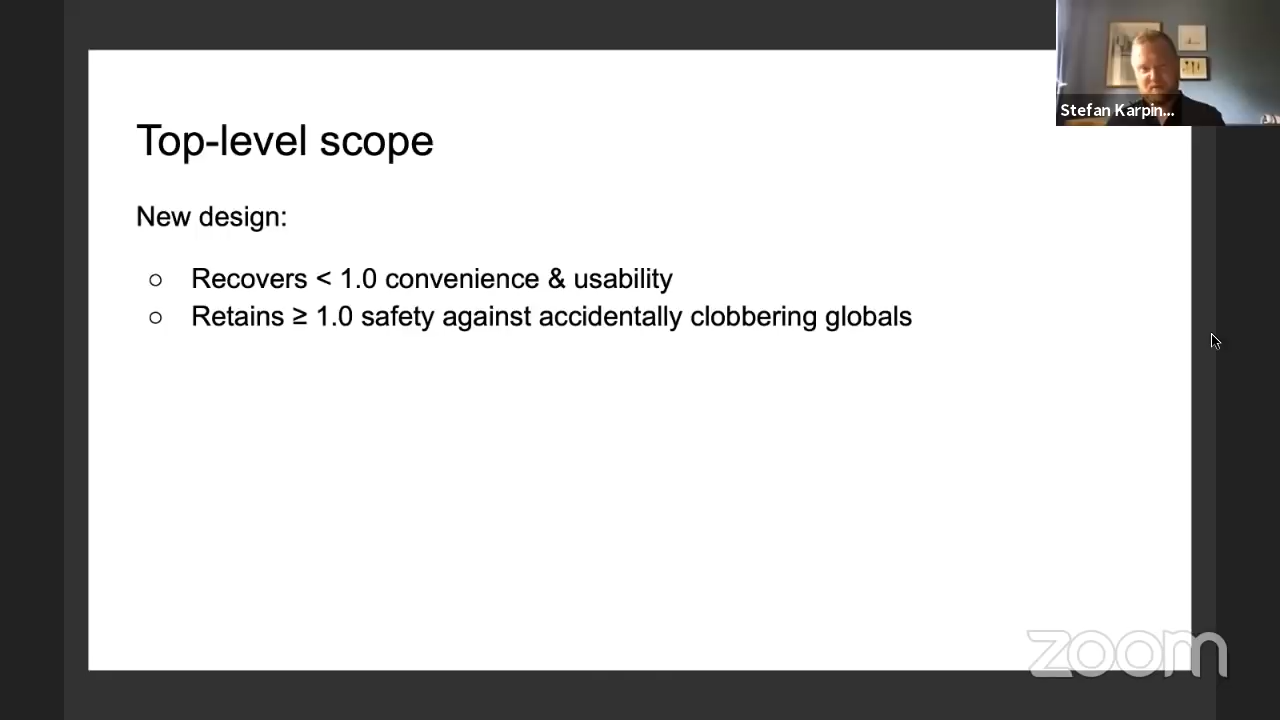 Stefan Karpin...
Top-level scope
New design:
○ Recovers < 1.0 convenience & usability
○ Retains ≥ 1.0 safety against accidentally clobbering globals
zoom